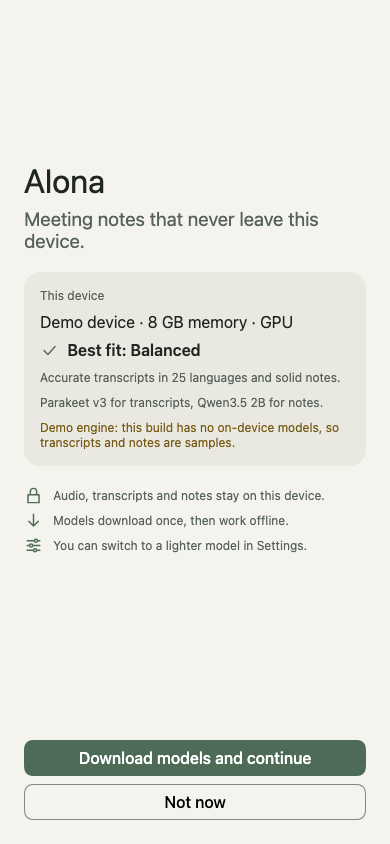 Alona
Meeting notes that never leave this
device.
This device
Demo device · 8 GB memory · GPU
Best fit: Balanced
Accurate transcripts in 25 languages and solid notes.
Parakeet v3 for transcripts, Qwen3.5 2B for notes.
Demo engine: this build has no on-device models, so
transcripts and notes are samples.
Audio, transcripts and notes stay on this device.
Models download once, then work offline.
You can switch to a lighter model in Settings.
Download models and continue
Not now